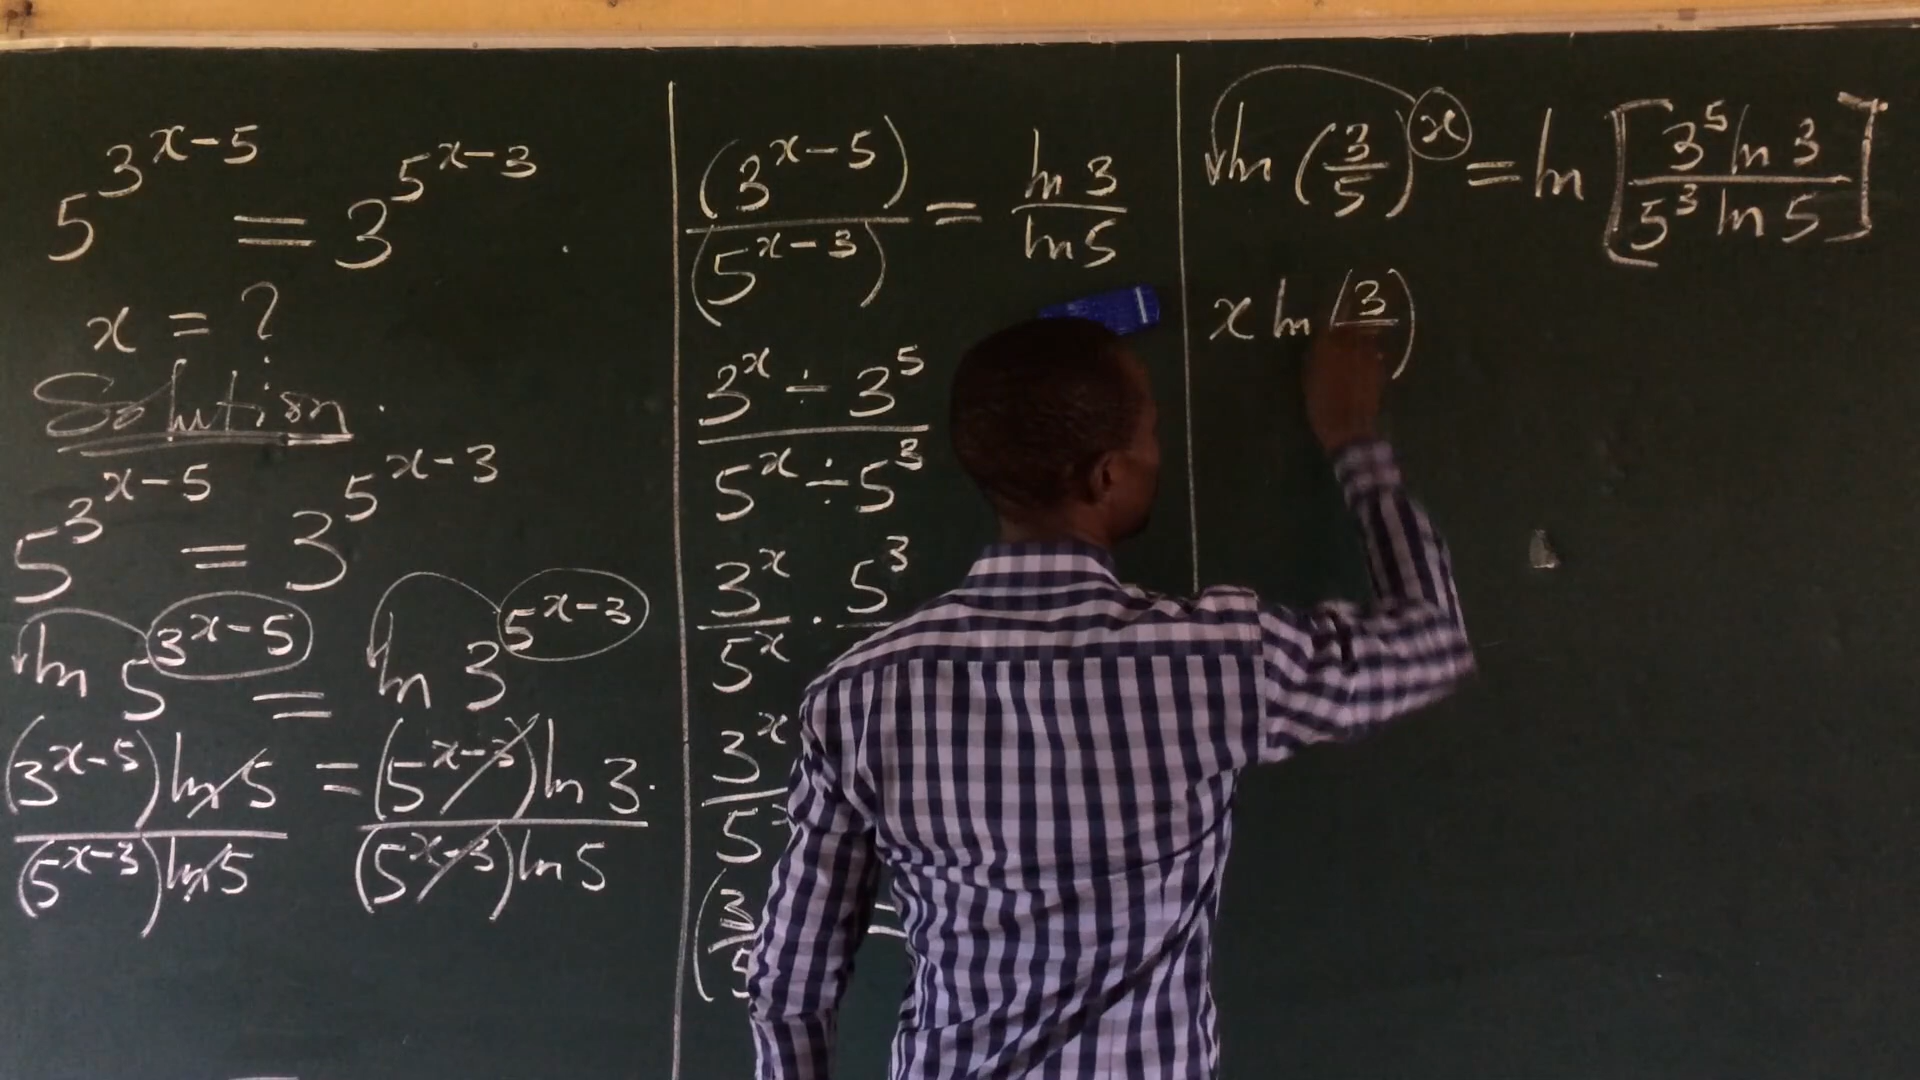 5^{3^{x-5}} = 3^{5^{x-3}}
x = ?
Solution.
5^{3^{x-5}} = 3^{5^{x-3}}
ln 5^{3^{x-5}} = ln 3^{5^{x-3}}
(3^{x-5}) ln 5 / (5^{x-3}) ln 5 = (5^{x-3}) ln 3 / (5^{x-3}) ln 5
(3^{x-5}) / (5^{x-3}) = ln 3 / ln 5
3^x ÷ 3^5 / 5^x ÷ 5^3
3^x / 5^x · 5^3
3^x / 5
(3 / 5 =
ln (3/5)^x = ln [3^5 ln 3 / 5^3 ln 5]
x ln (3/ )